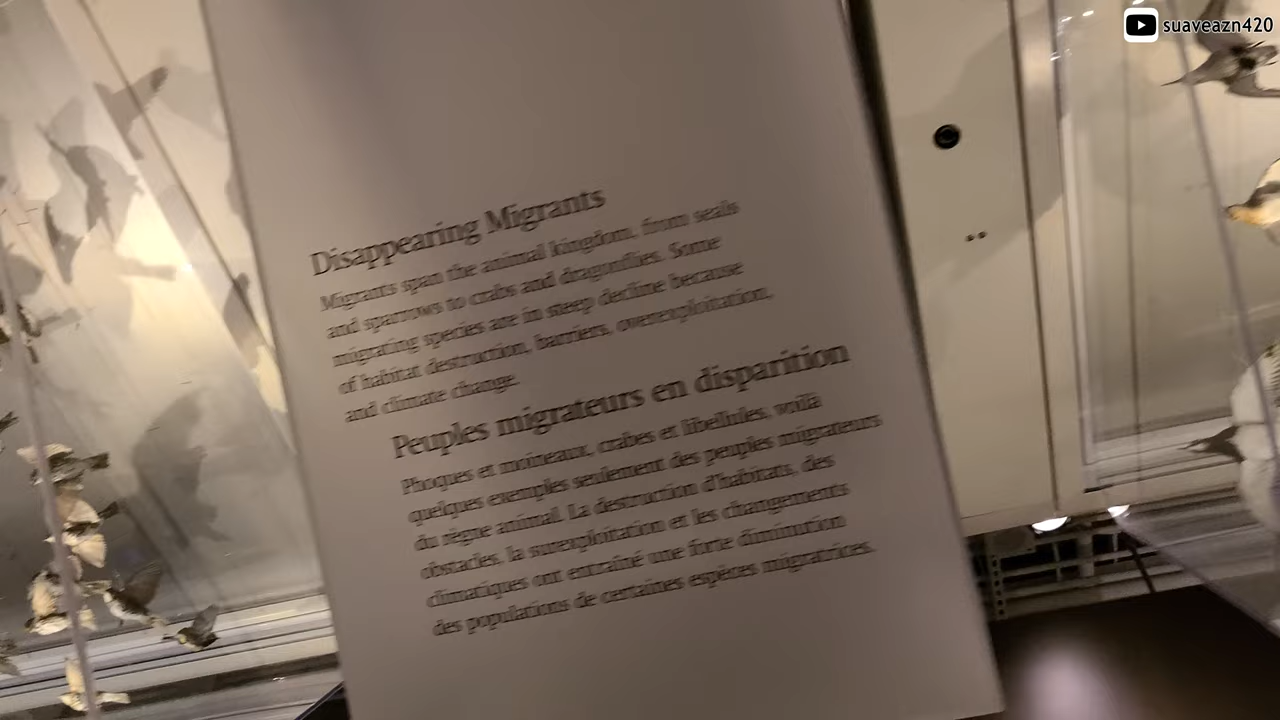 suaveazn420
Disappearing Migrants
Migrants span the animal kingdom, from seals
and sparrows to crabs and dragonflies. Some
migrating species are in steep decline because
of habitat destruction, barriers, overexploitation,
and climate change.
Peuples migrateurs en disparition
Phoques et moineaux, crabes et libellules, voilà
quelques exemples seulement des peuples migrateurs
du règne animal. La destruction d'habitats, des
obstacles, la surexploitation et les changements
climatiques ont entraîné une forte diminution
des populations de certaines espèces migratrices.